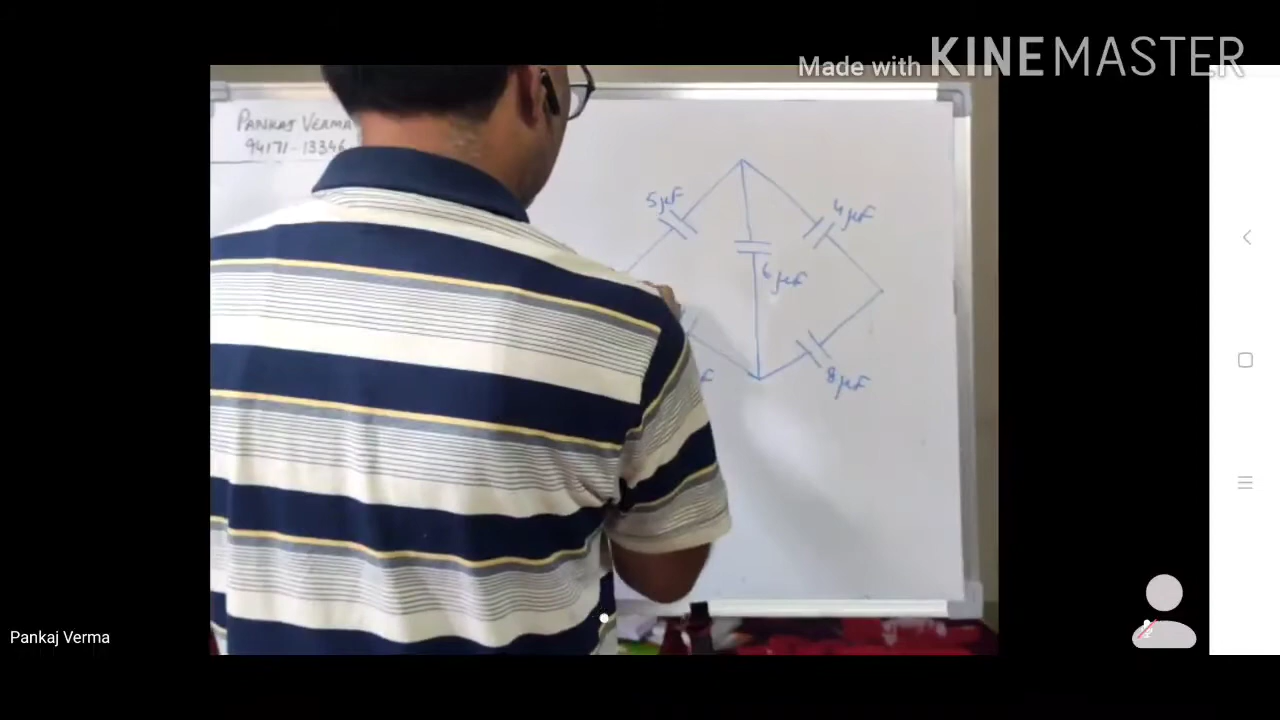 Made with KINEMASTER
PANKAJ VERMA
94171-13346
5μF
4μF
6μF
8μF
Pankaj Verma